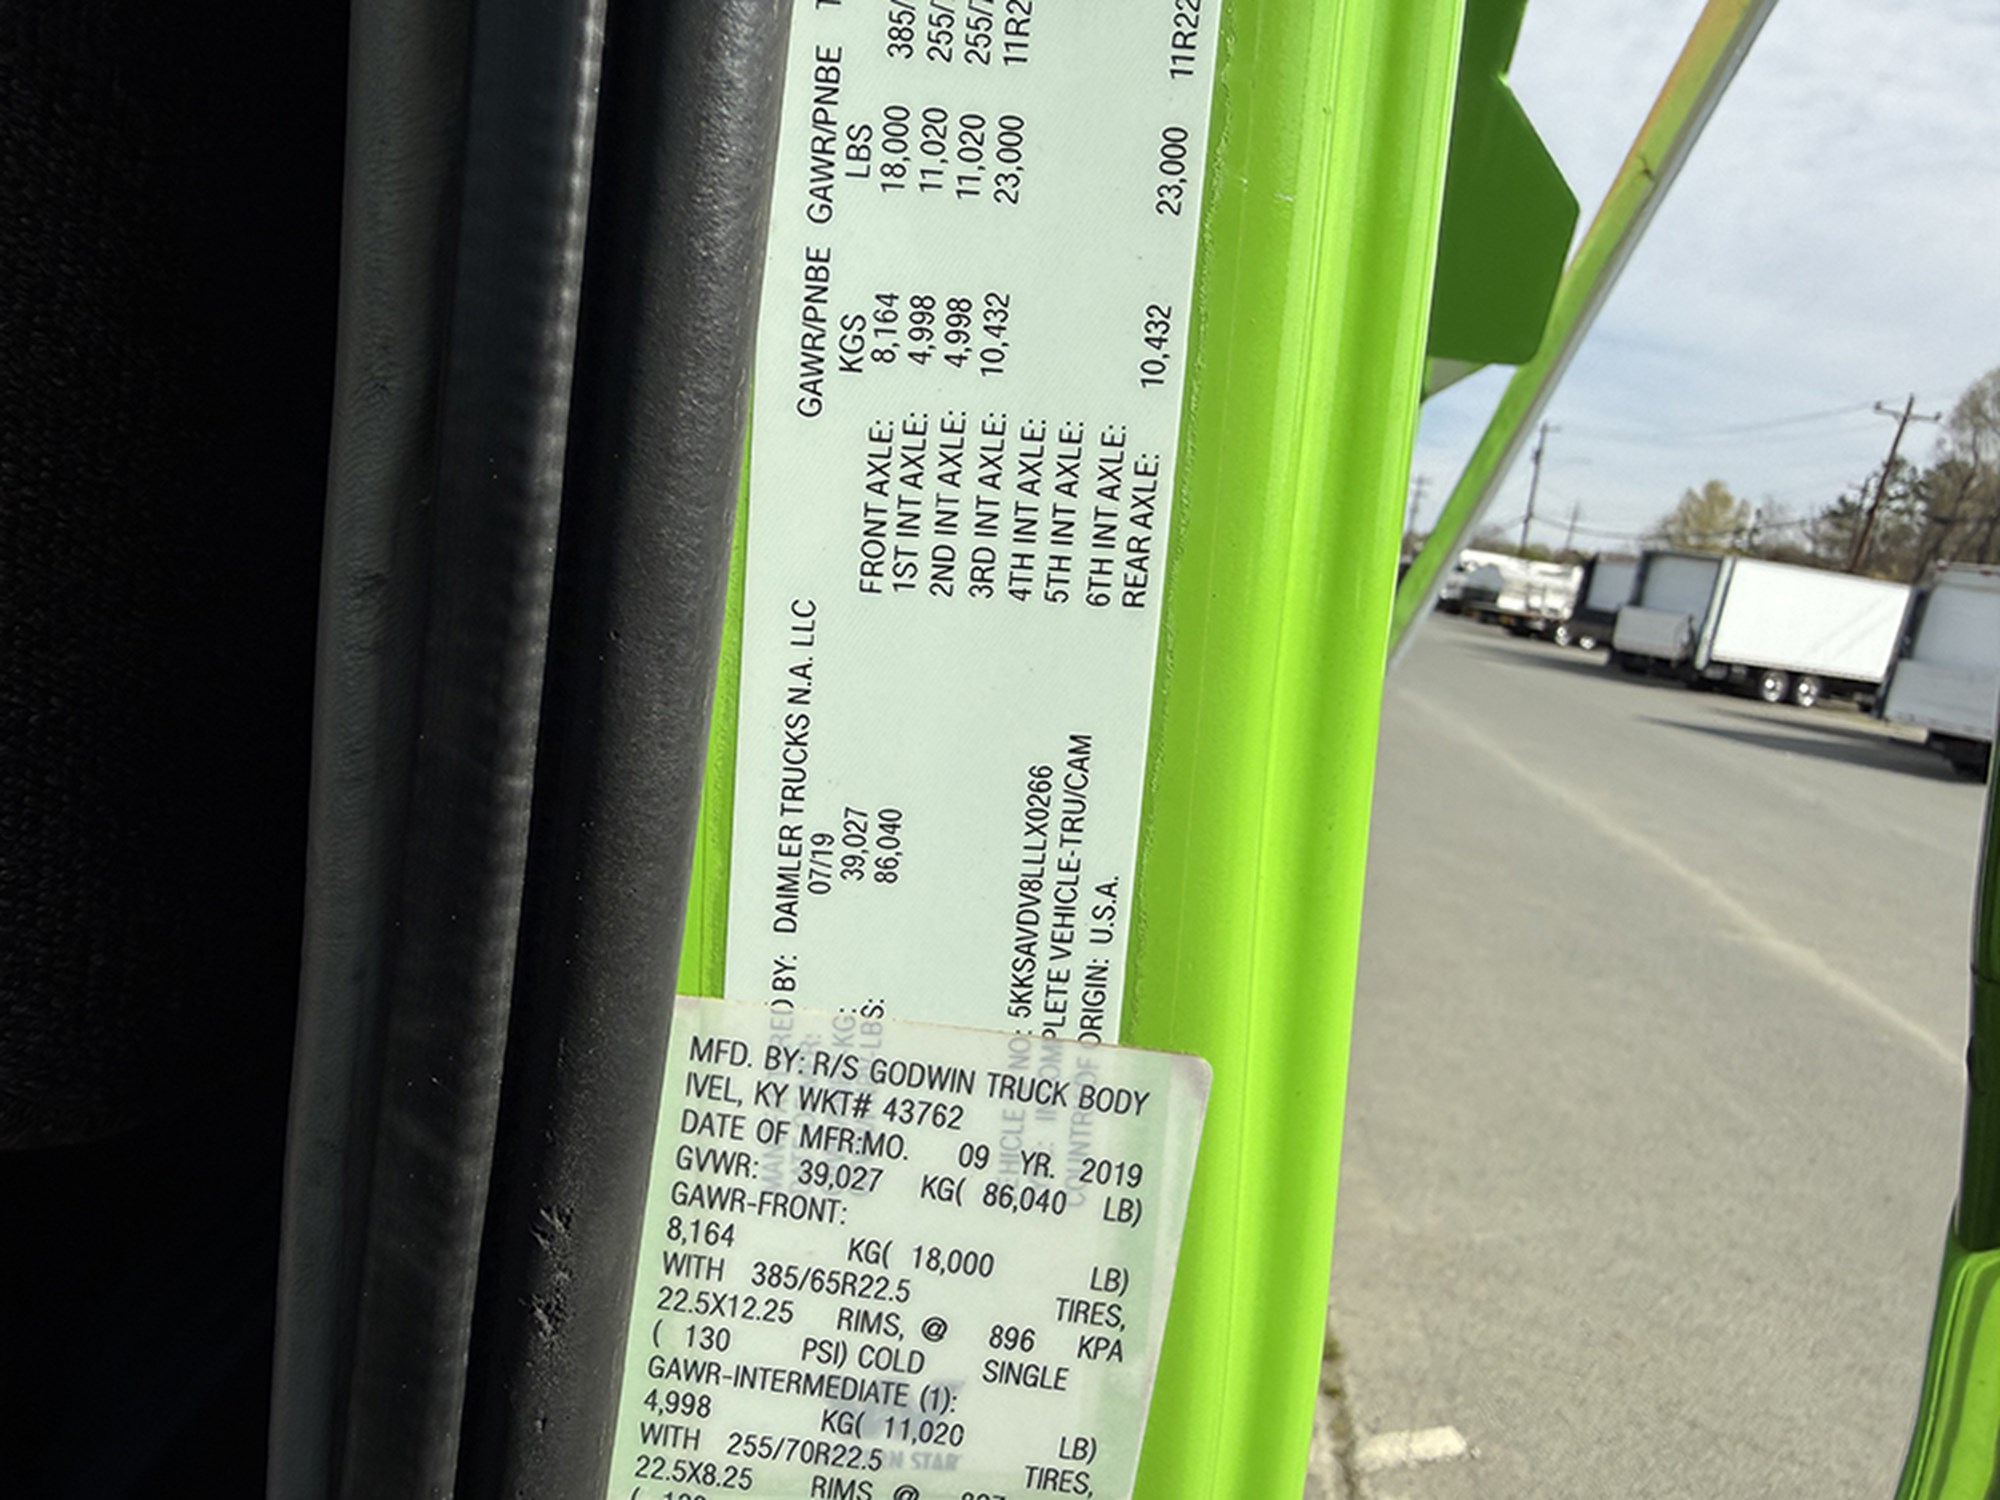 DAIMLER TRUCKS N.A. LLC
07/19
39,027
86,040
5KKSAVDV8LLLX0266
INCOMPLETE VEHICLE-TRU/CAM
COUNTRY OF ORIGIN: U.S.A.
GAWR/PNBE GAWR/PNBE
KGS LBS
FRONT AXLE: 8,164 18,000
1ST INT AXLE: 4,998 11,020
2ND INT AXLE: 4,998 11,020
3RD INT AXLE: 10,432 23,000
4TH INT AXLE:
5TH INT AXLE:
6TH INT AXLE:
REAR AXLE: 10,432 23,000
MFD. BY: R/S GODWIN TRUCK BODY
IVEL, KY WKT# 43762
DATE OF MFR:MO. 09 YR. 2019
GVWR: 39,027 KG( 86,040 LB)
GAWR-FRONT:
8,164 KG( 18,000 LB)
WITH 385/65R22.5 TIRES,
22.5X12.25 RIMS, @ 896 KPA
( 130 PSI) COLD SINGLE
GAWR-INTERMEDIATE (1):
4,998 KG( 11,020 LB)
WITH 255/70R22.5 TIRES,
22.5X8.25 RIMS @